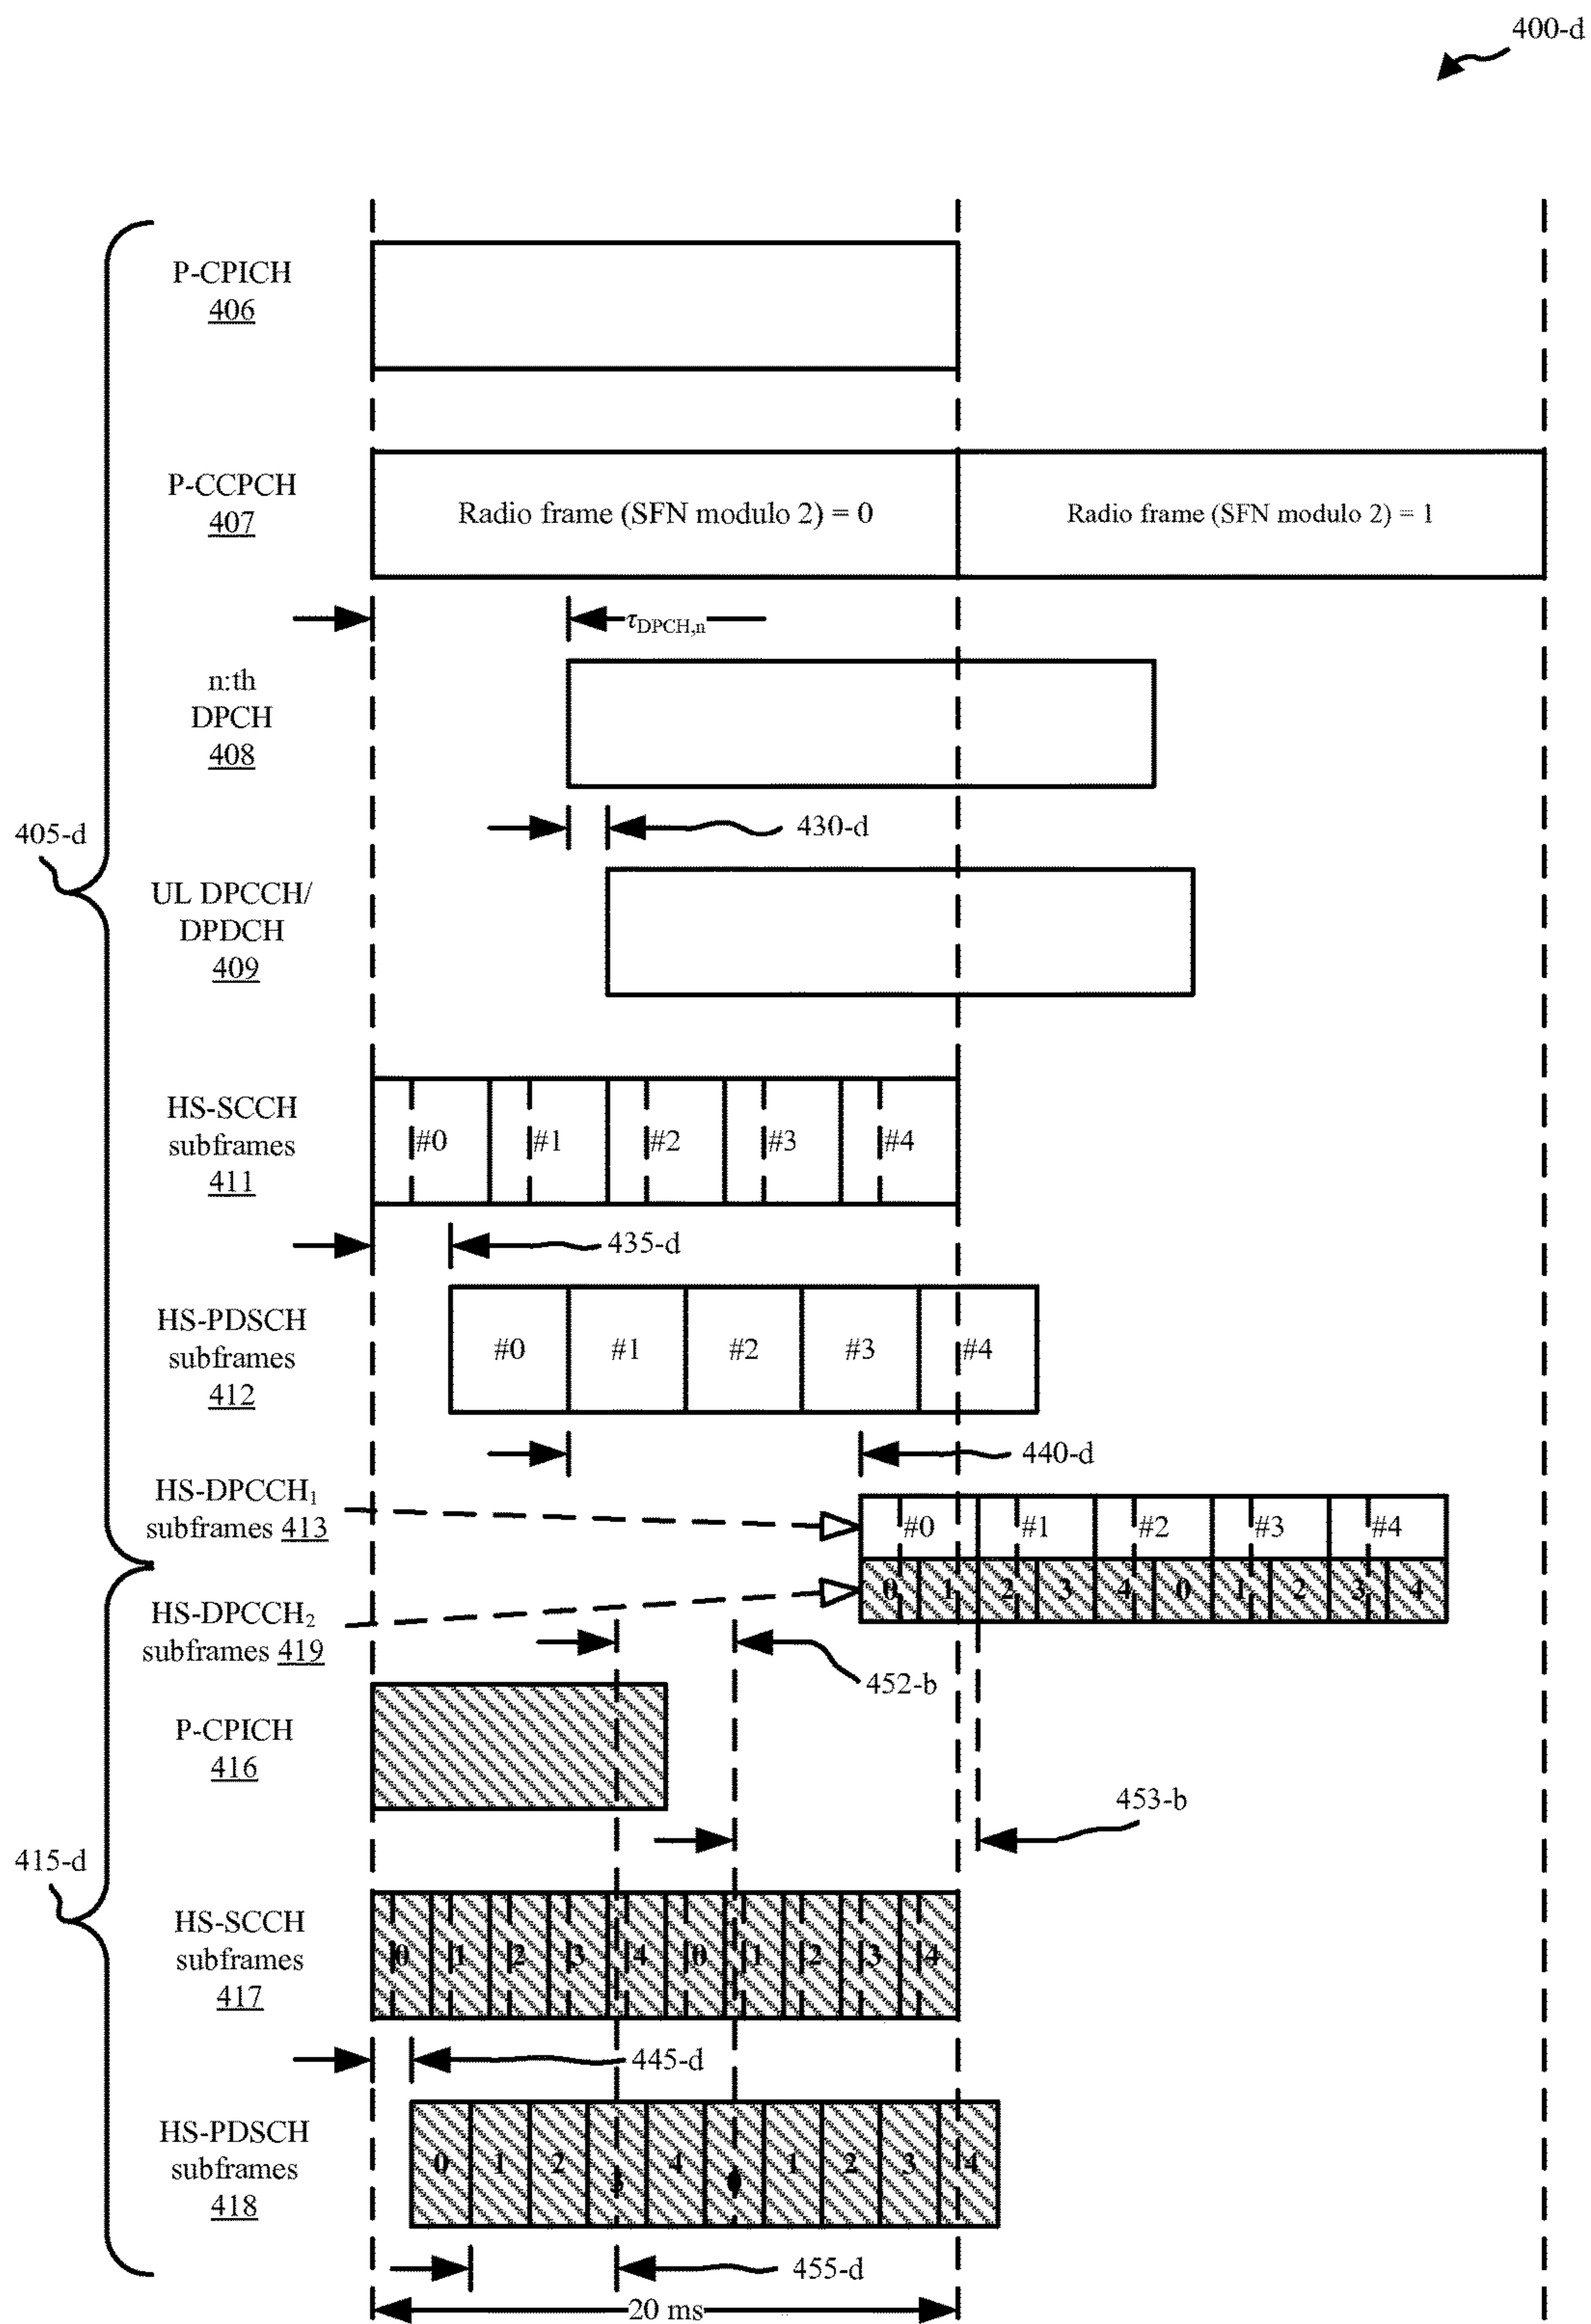 400-d
P-CPICH
406
P-CCPCH
407
Radio frame (SFN modulo 2) = 0
Radio frame (SFN modulo 2) = 1
τDPCH,n
n:th
DPCH
408
405-d
430-d
UL DPCCH/
DPDCH
409
HS-SCCH
subframes
411
#0 #1 #2 #3 #4
435-d
HS-PDSCH
subframes
412
#0 #1 #2 #3 #4
440-d
HS-DPCCH1
subframes 413
#0 #1 #2 #3 #4
HS-DPCCH2
subframes 419
0 1 2 3 4 0 1 2 3 4
452-b
P-CPICH
416
453-b
415-d
HS-SCCH
subframes
417
0 1 2 3 4 0 1 2 3 4
445-d
HS-PDSCH
subframes
418
0 1 2 3 4 0 1 2 3 4
455-d
20 ms